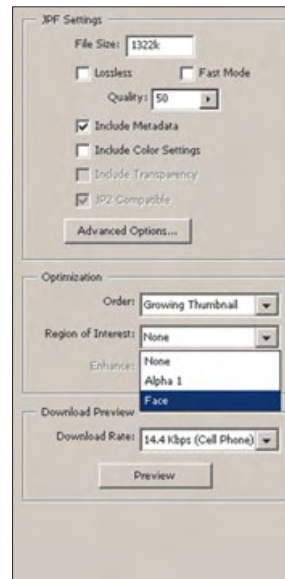 JPF Settings
File Size: 1322k
Lossless Fast Mode
Quality: 50
Include Metadata
Include Color Settings
Include Transparency
JP2 Compatible
Advanced Options...
Optimization
Order: Growing Thumbnail
Region of Interest: None
Enhance: None
Alpha 1
Face
Download Preview
Download Rate: 14.4 Kbps (Cell Phone)
Preview